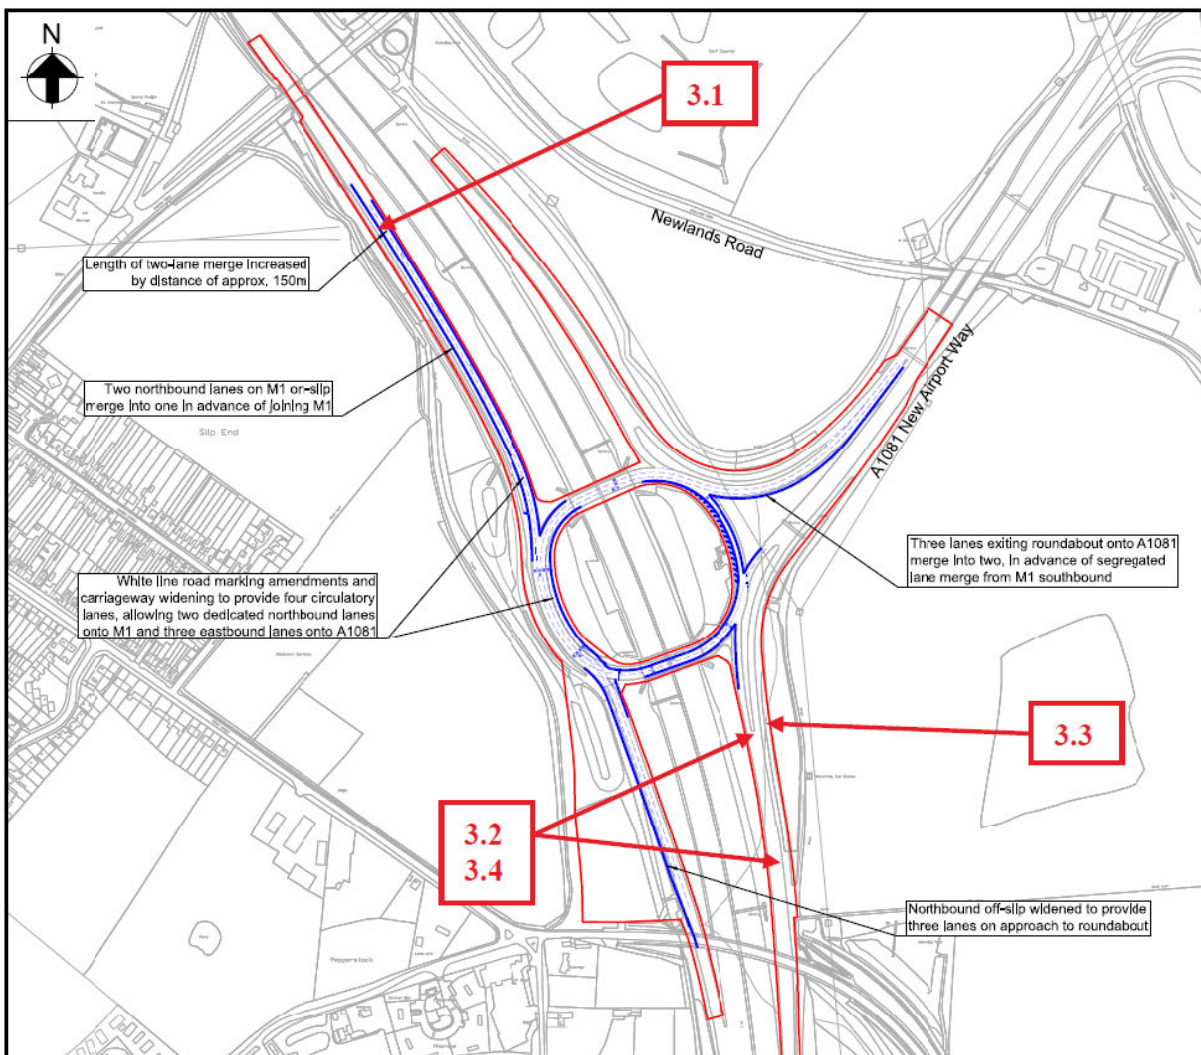 N
3.1
Newlands Road
Length of two-lane merge increased
by distance of approx. 150m
A1081 New Airport Way
Two northbound lanes on M1 on-slip
merge into one in advance of joining M1
Slip End
Three lanes exiting roundabout onto A1081
merge into two, in advance of segregated
lane merge from M1 southbound
White line road marking amendments and
carriageway widening to provide four circulatory
lanes, allowing two dedicated northbound lanes
onto M1 and three eastbound lanes onto A1081
3.3
3.2
3.4
Northbound off-slip widened to provide
three lanes on approach to roundabout
Pepperstock